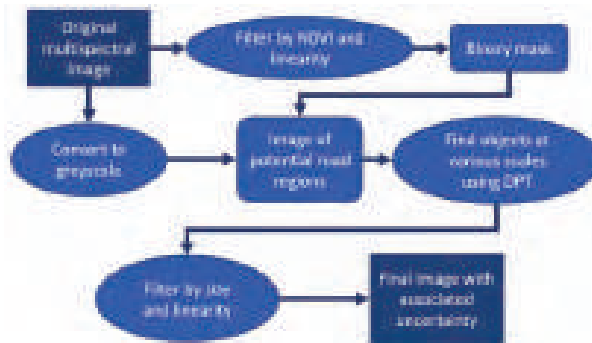 Original
multispectral
image
Filter by NDVI and
linearity
Binary mask
Convert to
greyscale
Image of
potential road
regions
Find objects at
various scales
using DPT
Filter by size
and linearity
Final image with
associated
uncertainty